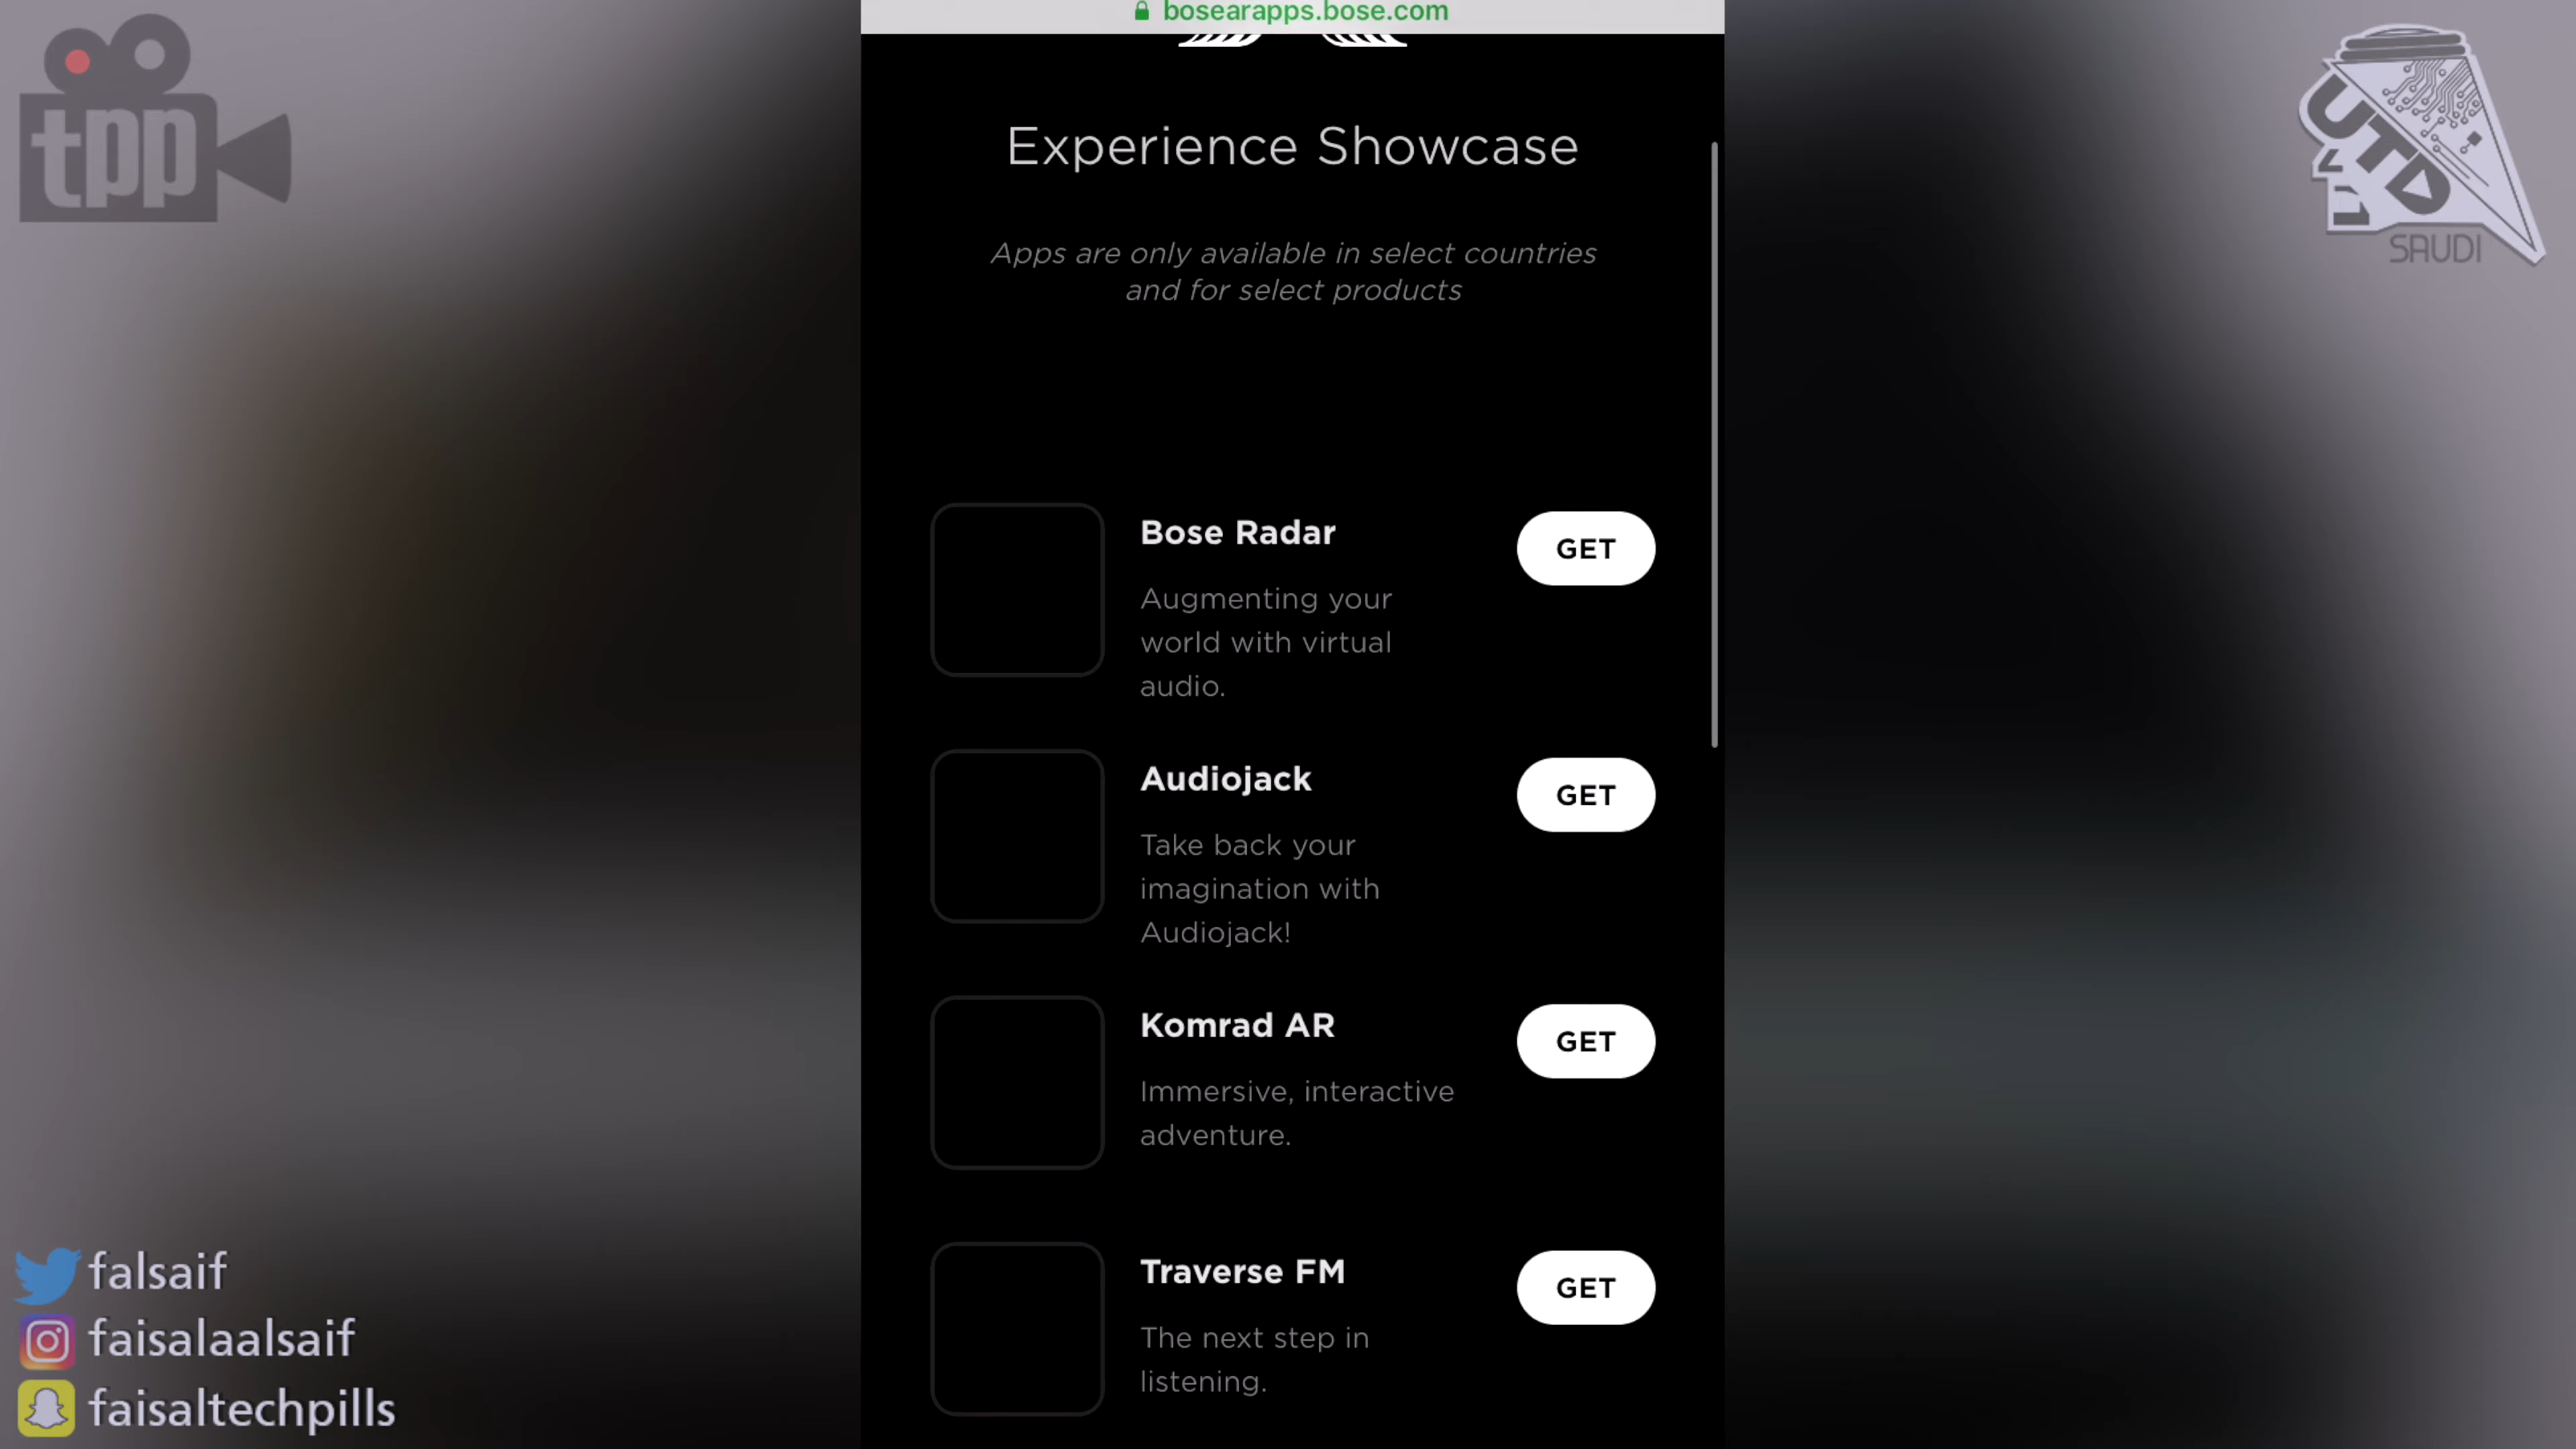 bosearapps.bose.com
tpp
UTD
SAUDI
Experience Showcase
Apps are only available in select countries
and for select products
Bose Radar
GET
Augmenting your
world with virtual
audio.
Audiojack
GET
Take back your
imagination with
Audiojack!
Komrad AR
GET
Immersive, interactive
adventure.
Traverse FM
GET
The next step in
listening.
falsaif
faisalaalsaif
faisaltechpills